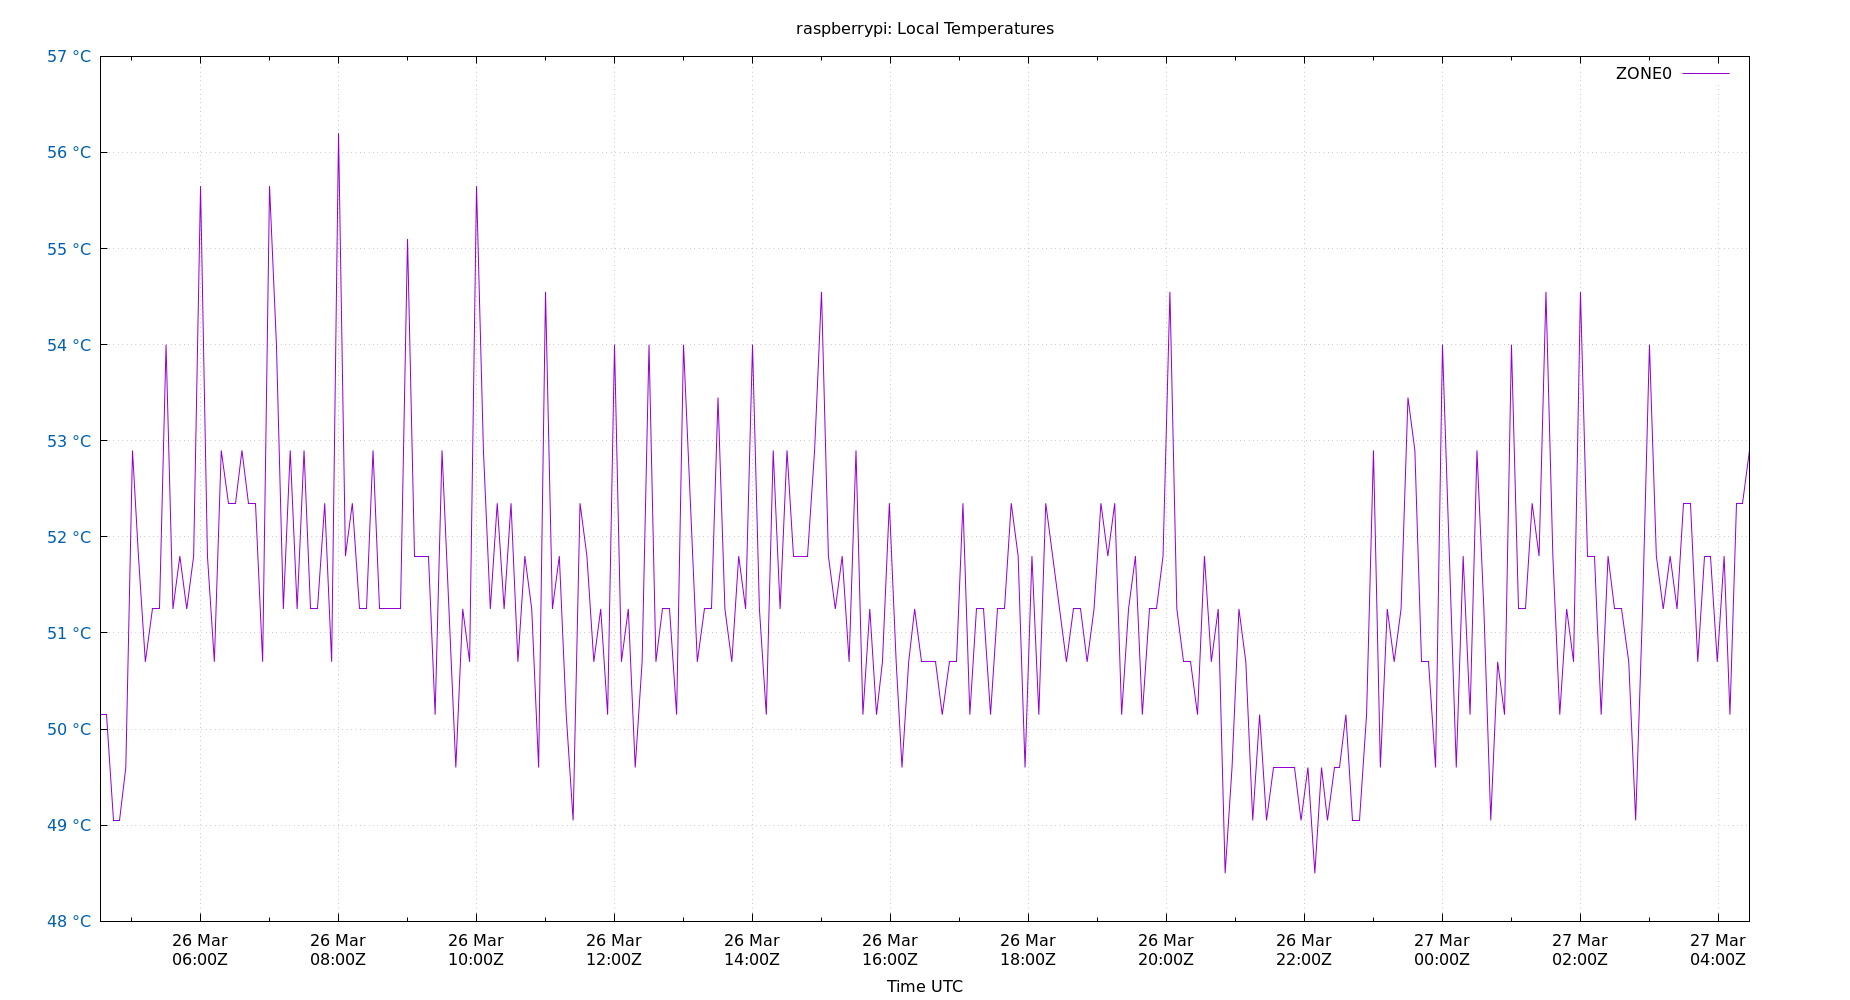 raspberrypi: Local Temperatures
57 °C
ZONE0
56 °C
55 °C
54 °C
53 °C
52 °C
51 °C
50 °C
49 °C
48 °C
26 Mar 26 Mar 26 Mar 26 Mar 26 Mar 26 Mar 26 Mar 26 Mar 26 Mar 27 Mar 27 Mar 27 Mar
06:00Z 08:00Z 10:00Z 12:00Z 14:00Z 16:00Z 18:00Z 20:00Z 22:00Z 00:00Z 02:00Z 04:00Z
Time UTC